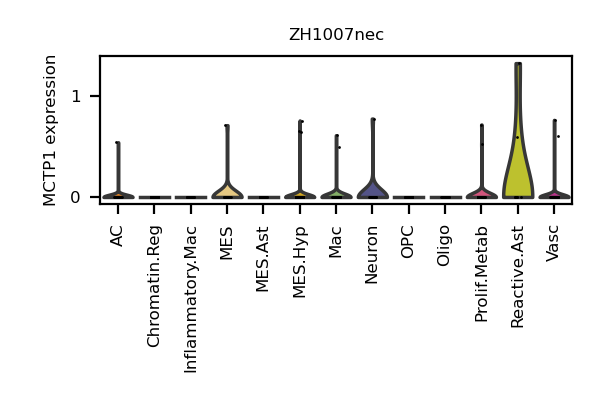 ZH1007nec
MCTP1 expression
1
0
AC
Chromatin.Reg
Inflammatory.Mac
MES
MES.Ast
MES.Hyp
Mac
Neuron
OPC
Oligo
Prolif.Metab
Reactive.Ast
Vasc